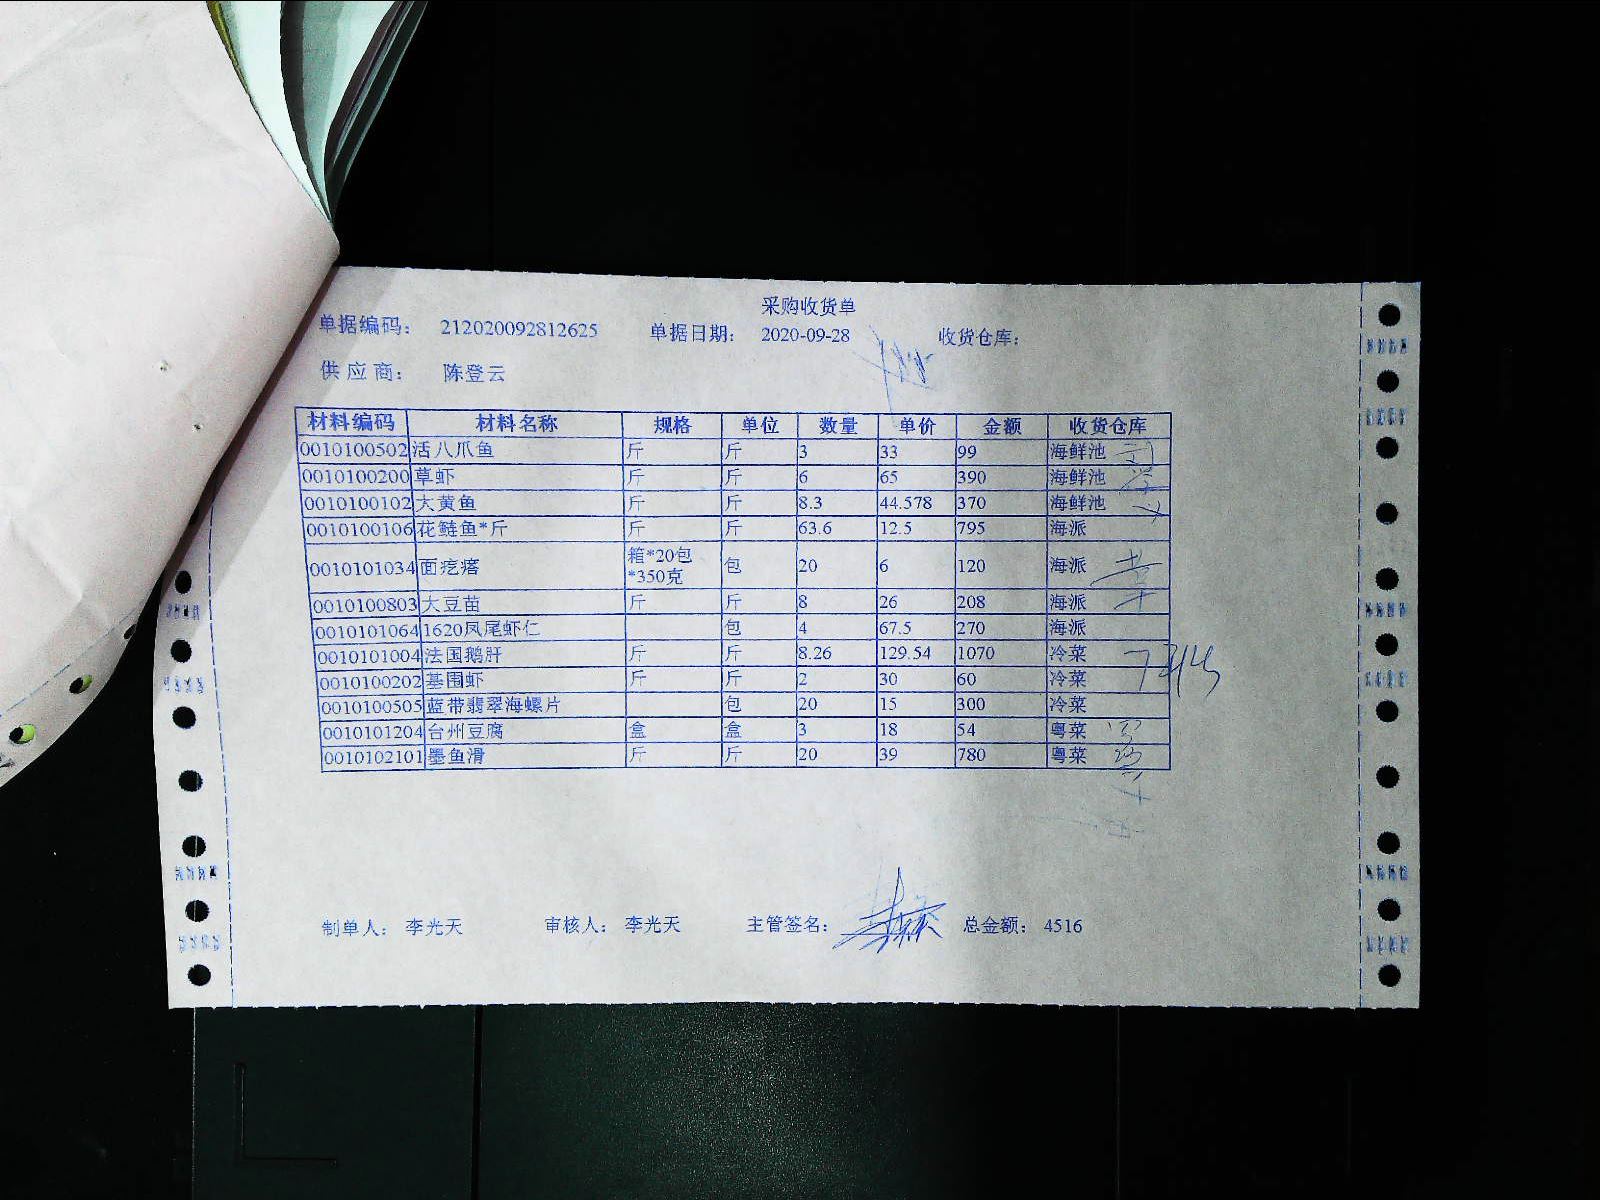 采购收货单
单据编码： 212020092812625 单据日期： 2020-09-28 收货仓库：
供应商： 陈登云
材料编码 材料名称 规格 单位 数量 单价 金额 收货仓库
0010100502 活八爪鱼 斤 斤 3 33 99 海鲜池
0010100200 草虾 斤 斤 6 65 390 海鲜池
0010100102 大黄鱼 斤 斤 8.3 44.578 370 海鲜池
0010100106 花鲢鱼*斤 斤 斤 63.6 12.5 795 海派
0010101034 面疙瘩 箱*20包*350克 包 20 6 120 海派
0010100803 大豆苗 斤 斤 8 26 208 海派
0010101064 1620凤尾虾仁 包 4 67.5 270 海派
0010101004 法国鹅肝 斤 斤 8.26 129.54 1070 冷菜
0010100202 基围虾 斤 斤 2 30 60 冷菜
0010100505 蓝带翡翠海螺片 包 20 15 300 冷菜
0010101204 台州豆腐 盒 盒 3 18 54 粤菜
0010102101 墨鱼滑 斤 斤 20 39 780 粤菜
制单人： 李光天 审核人： 李光天 主管签名： 总金额： 4516